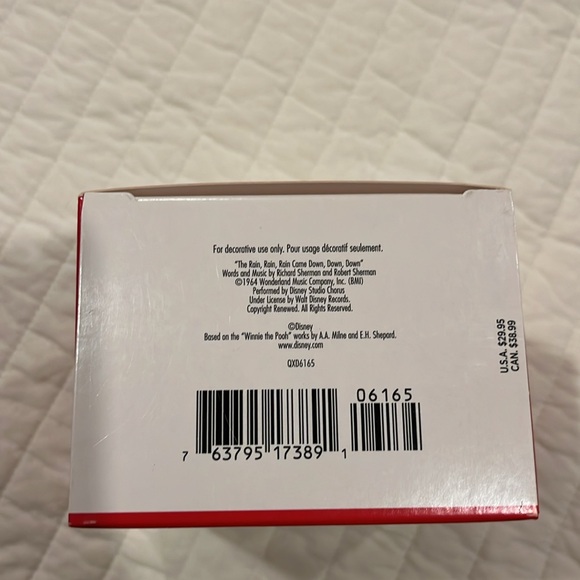 For decorative use only. Pour usage décoratif seulement.
"The Rain, Rain, Rain Came Down, Down, Down"
Words and Music by Richard Sherman and Robert Sherman
©1964 Wonderland Music Company, Inc. (BMI)
Performed by Disney Studio Chorus
Under License by Walt Disney Records.
Copyright Renewed. All Rights Reserved.
©Disney
Based on the "Winnie the Pooh" works by A.A. Milne and E.H. Shepard.
www.disney.com
QXD6165
U.S.A. $29.95
CAN. $38.99
06165
7 63795 17389 1